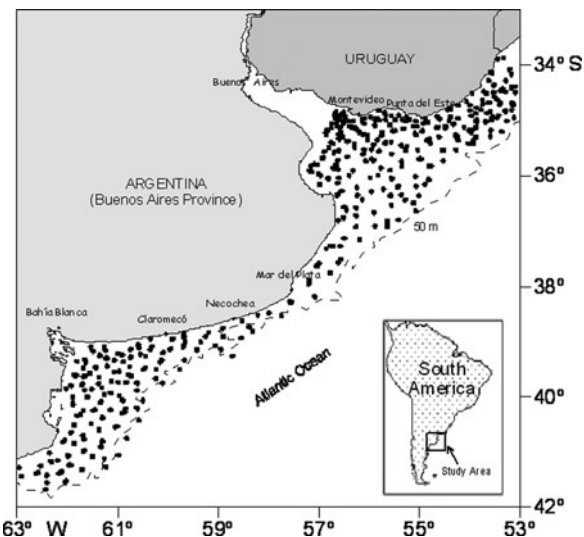 URUGUAY
34° S
Buenos Aires
Montevideo
Punta del Este
ARGENTINA
(Buenos Aires Province)
36°
50 m
Mar del Plata
Necochea
38°
Bahía Blanca
Claromecó
Atlantic Ocean
South
America
40°
Study Area
42°
63° W 61° 59° 57° 55° 53°